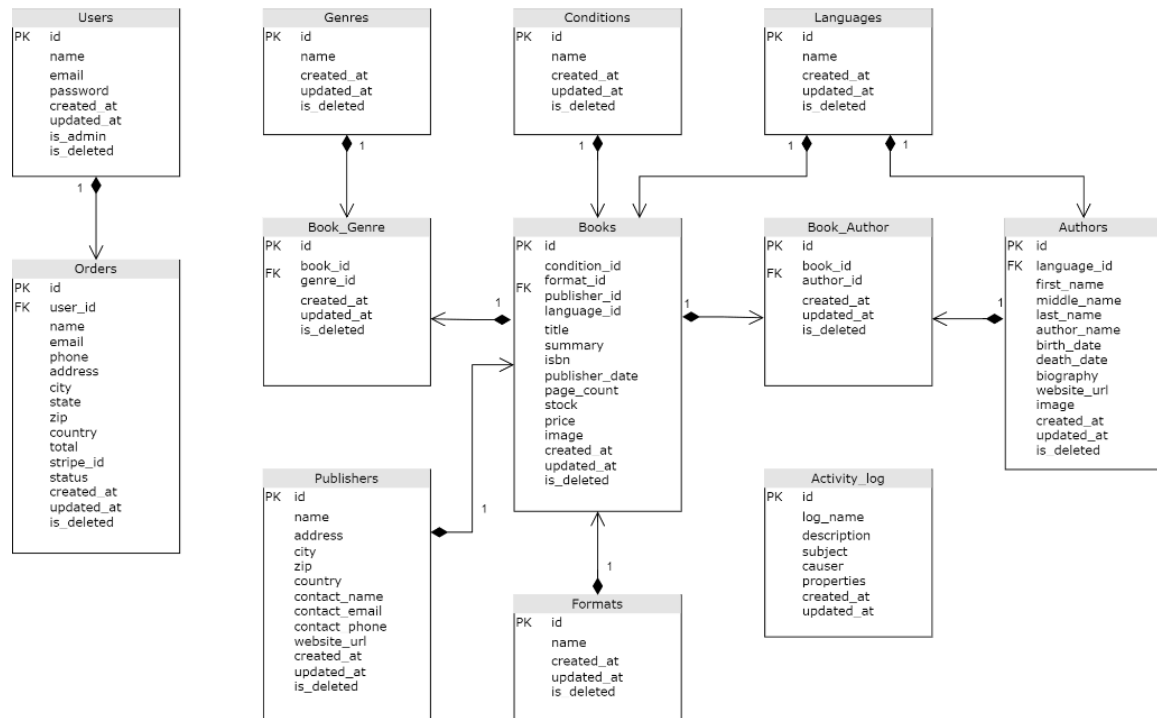 Users
PK id
name
email
password
created_at
updated_at
is_admin
is_deleted
1
Genres
PK id
name
created_at
updated_at
is_deleted
1
Conditions
PK id
name
created_at
updated_at
is_deleted
1
Languages
PK id
name
created_at
updated_at
is_deleted
1
1
Orders
PK id
FK user_id
name
email
phone
address
city
state
zip
country
total
stripe_id
status
created_at
updated_at
is_deleted
Book_Genre
PK id
book_id
FK genre_id
created_at
updated_at
is_deleted
1
Books
PK id
condition_id
format_id
FK
publisher_id
language_id
title
summary
isbn
publisher_date
page_count
stock
price
image
created_at
updated_at
is_deleted
1
Book_Author
PK id
book_id
FK author_id
created_at
updated_at
is_deleted
1
Authors
PK id
FK language_id
first_name
middle_name
last_name
author_name
birth_date
death_date
biography
website_url
image
created_at
updated_at
is_deleted
Publishers
PK id
name
address
city
zip
country
contact_name
contact_email
contact_phone
website_url
created_at
updated_at
is_deleted
1
1
Formats
PK id
name
created_at
updated_at
is_deleted
Activity_log
PK id
log_name
description
subject
causer
properties
created_at
updated_at